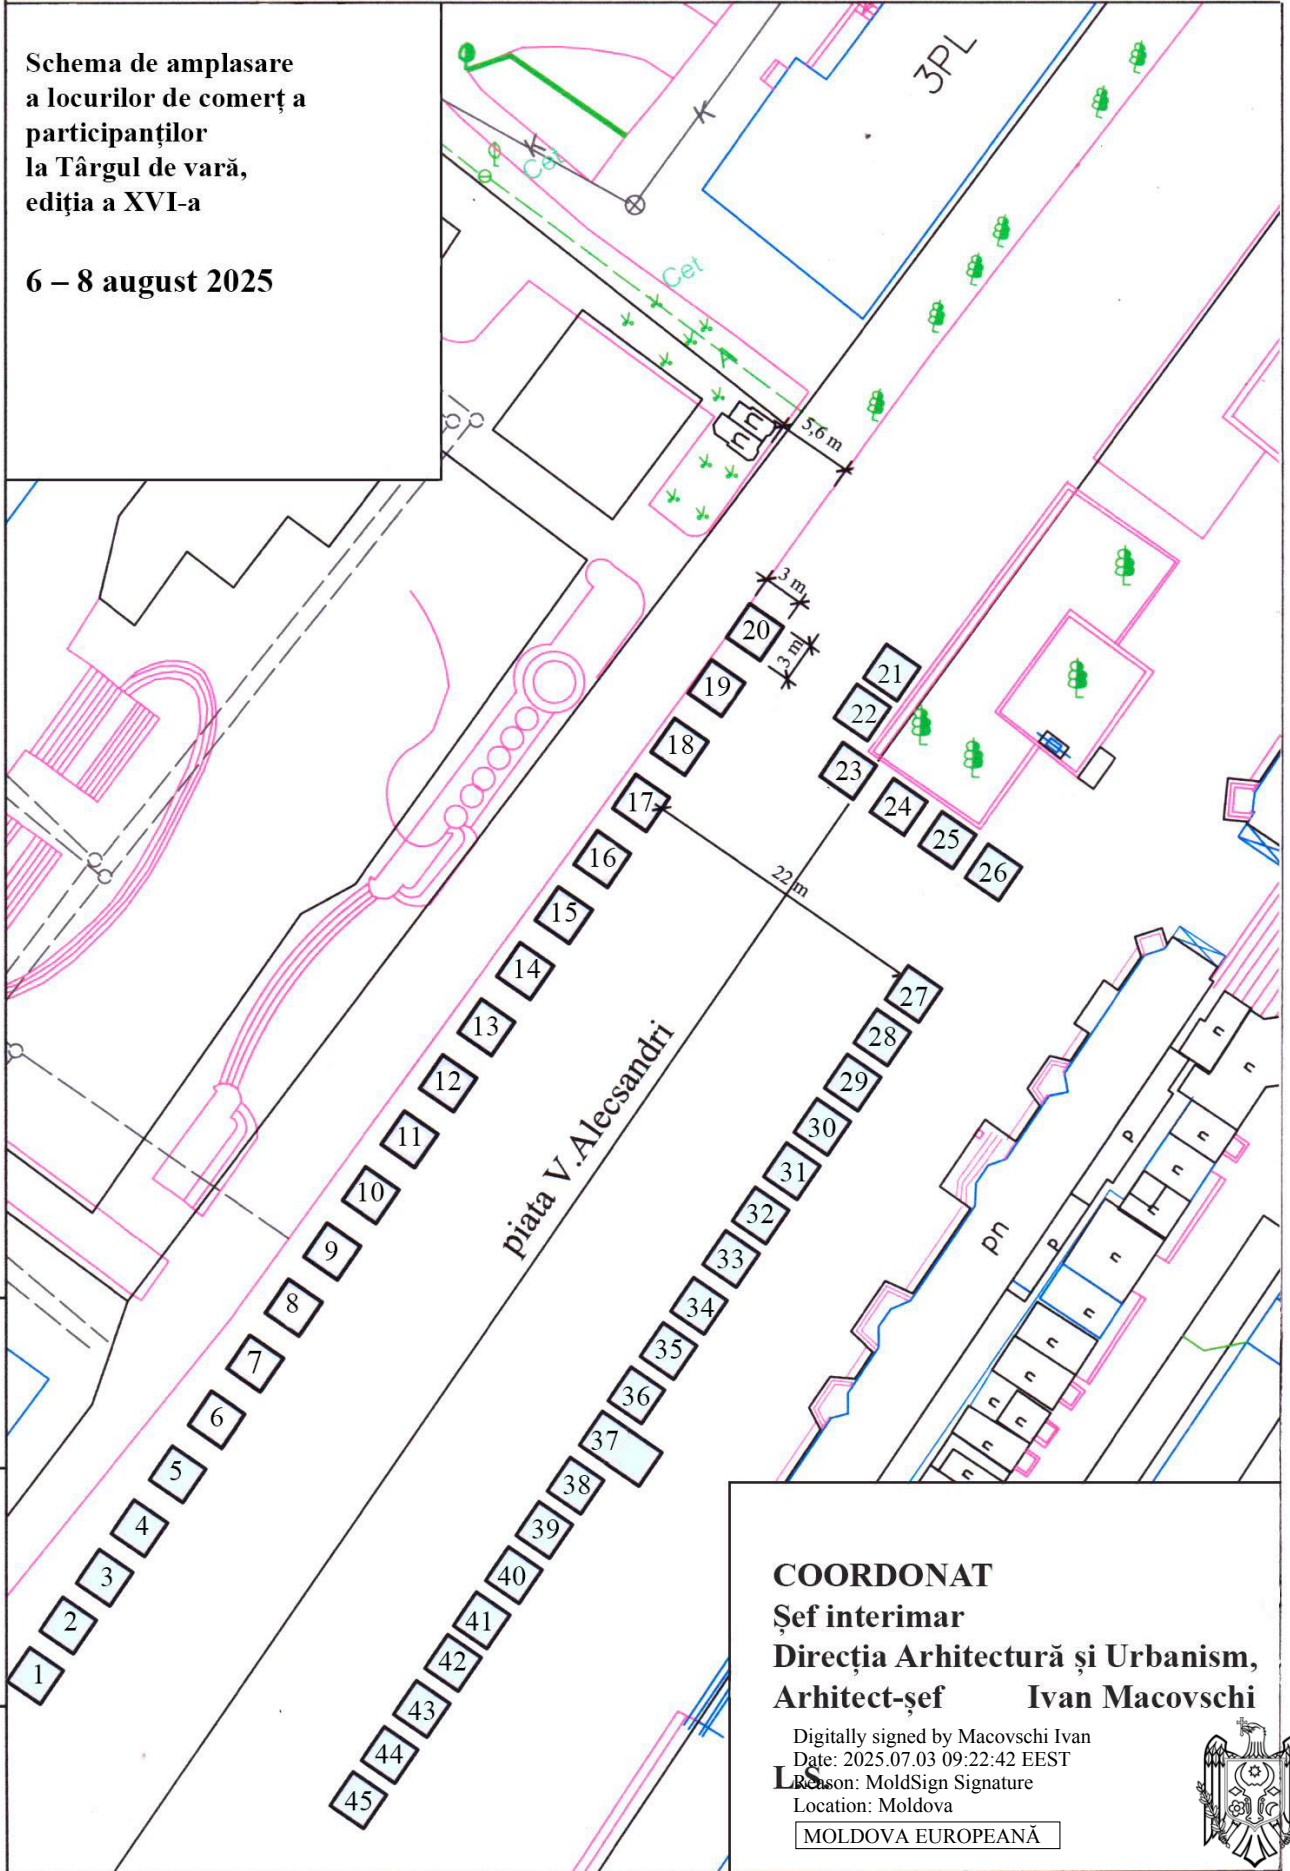 Schema de amplasare
a locurilor de comerț a
participanților
la Târgul de vară,
ediţia a XVI-a
6 – 8 august 2025
3PL
K
K
Cet
Cet
A
n
n
5,6 m
3 m
3 m
20
19
18
17
16
15
14
13
12
11
10
9
8
7
6
5
4
3
2
1
21
22
23
24
25
26
22 m
piata V.Alecsandri
27
28
29
30
31
32
33
34
35
36
37
38
39
40
41
42
43
44
45
pn
P
P
n
n
n
n
n
n
n
n
n
n
n
n
COORDONAT
Șef interimar
Direcția Arhitectură și Urbanism,
Arhitect-șef Ivan Macovschi
L.S.
Digitally signed by Macovschi Ivan
Date: 2025.07.03 09:22:42 EEST
Reason: MoldSign Signature
Location: Moldova
MOLDOVA EUROPEANĂ